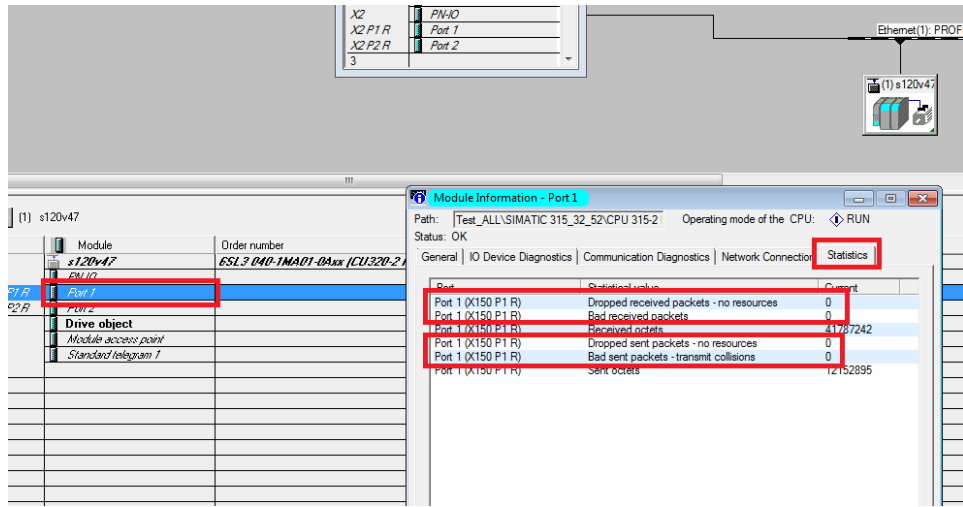 X2 PN-IO
X2 P1 R Port 1
X2 P2 R Port 2
3
Ethernet(1): PROF
(1) s120v47
(1) s120v47
Module Order number
s120v47 6SL3 040-1MA01-0Axx (CU320-2
PN-IO
P1 R Port 1
P2 R Port 2
Drive object
Module access point
Standard telegram 1
Module Information - Port 1
Path: Test_ALL\SIMATIC 315_32_52\CPU 315-2 Operating mode of the CPU: RUN
Status: OK
General IO Device Diagnostics Communication Diagnostics Network Connection Statistics
Port Statistical value Current
Port 1 (X150 P1 R) Dropped received packets - no resources 0
Port 1 (X150 P1 R) Bad received packets 0
Port 1 (X150 P1 R) Received octets 41787242
Port 1 (X150 P1 R) Dropped sent packets - no resources 0
Port 1 (X150 P1 R) Bad sent packets - transmit collisions 0
Port 1 (X150 P1 R) Sent octets 12152895